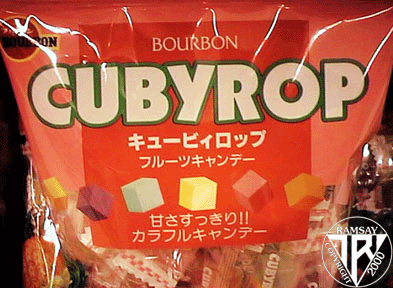 BOURBON
BOURBON
CUBYROP
キュービィロップ
フルーツキャンデー
甘さすっきり!!
カラフルキャンデー
CUBYROP
RAMSAY
TRV
COPYRIGHT
2000